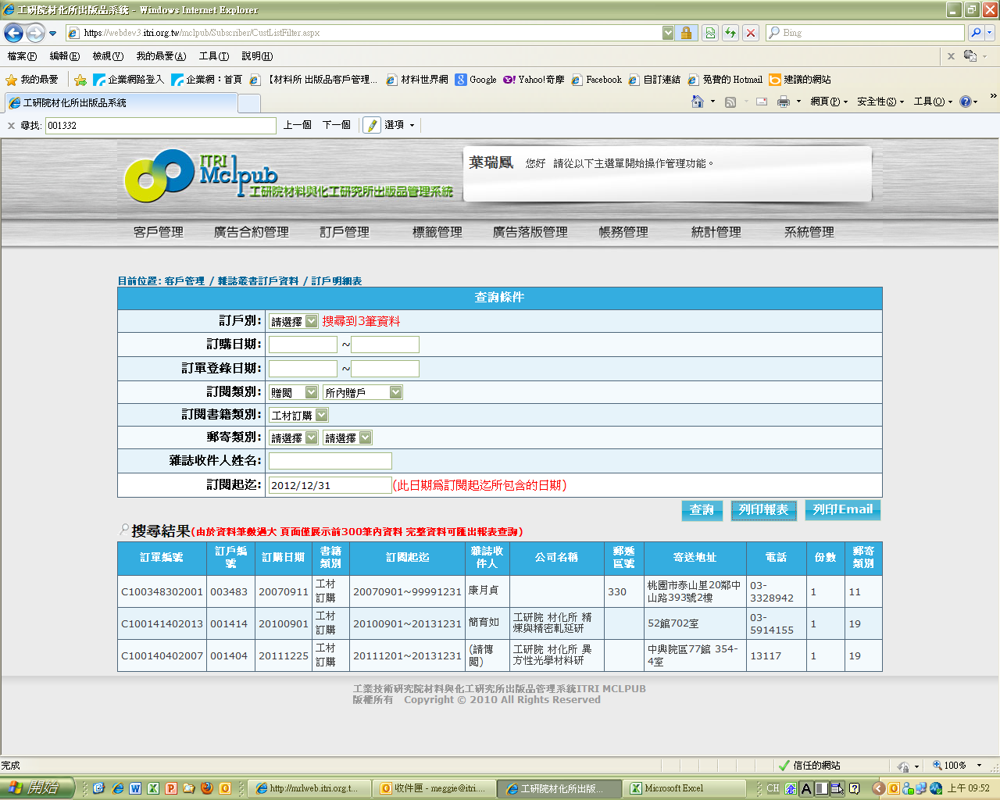 工研院材化所出版品系統 - Windows Internet Explorer
https://webdev3.itri.org.tw/mclpub/Subscriber/CustListFilter.aspx
Bing
檔案(F) 編輯(E) 檢視(V) 我的最愛(A) 工具(T) 說明(H)
我的最愛 企業網路登入 企業網：首頁 【材料所 出版品客戶管理... 材料世界網 Google Yahoo!奇摩 Facebook 自訂連結 免費的 Hotmail 建議的網站
工研院材化所出版品系統
網頁(P) 安全性(S) 工具(O) »
尋找: 001332 上一個 下一個 選項
ITRI Mclpub
工研院材料與化工研究所出版品管理系統
葉瑞鳳 您好 請從以下主選單開始操作管理功能。
客戶管理 廣告合約管理 訂戶管理 標籤管理 廣告落版管理 帳務管理 統計管理 系統管理
目前位置: 客戶管理 / 雜誌叢書訂戶資料 / 訂戶明細表
查詢條件
訂戶別: 請選擇 搜尋到3筆資料
訂購日期: ~
訂單登錄日期: ~
訂閱類別: 贈閱 所內贈戶
訂閱書籍類別: 工材訂購
郵寄類別: 請選擇 請選擇
雜誌收件人姓名:
訂閱起迄: 2012/12/31 (此日期為訂閱起迄所包含的日期)
查詢 列印報表 列印Email
搜尋結果(由於資料筆數過大 頁面僅展示前300筆內資料 完整資料可匯出報表查詢)
訂單編號 訂戶編號 訂購日期 書籍類別 訂閱起迄 雜誌收件人 公司名稱 郵遞區號 寄送地址 電話 份數 郵寄類別
C100348302001 003483 20070911 工材訂購 20070901~99991231 康月貞 330 桃園市泰山里20鄰中山路393號2樓 03-3328942 1 11
C100141402013 001414 20100901 工材訂購 20100901~20131231 簡育如 工研院 材化所 精煉與精密軋延研 52館702室 03-5914155 1 19
C100140402007 001404 20111225 工材訂購 20111201~20131231 (請傳閱) 工研院 材化所 異方性光學材料研 中興院區77館 354-4室 13117 1 19
工業技術研究院材料與化工研究所出版品管理系統ITRI MCLPUB
版權所有 Copyright © 2010 All Rights Reserved
完成 信任的網站 100%
開始 http://mrlweb.itri.org.t... 收件匣 - meggie@itri.... 工研院材化所出版... Microsoft Excel CH 上午 09:52